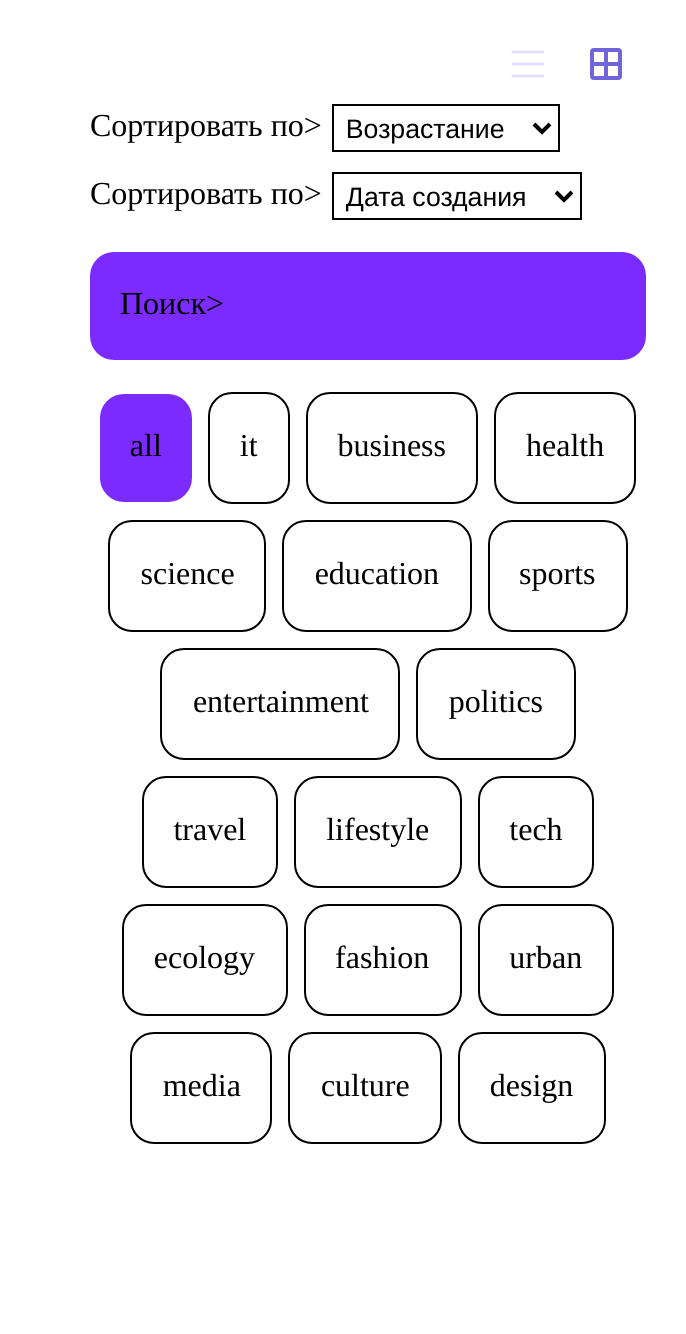 Сортировать по> Возрастание
Сортировать по> Дата создания
Поиск>
all it business health
science education sports
entertainment politics
travel lifestyle tech
ecology fashion urban
media culture design